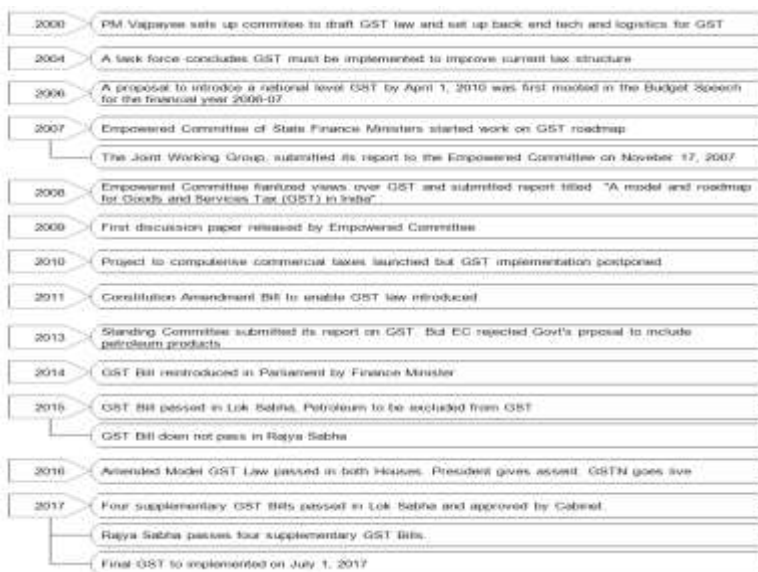 2000
PM Vajpayee sets up commitee to draft GST law and set up back end tech and logistics for GST
2004
A task force concludes GST must be implemented to improve current tax structure
2006
A proposal to introdce a national level GST by April 1, 2010 was first mooted in the Budget Speech
for the financial year 2006-07
2007
Empowered Committee of State Finance Ministers started work on GST roadmap
The Joint Working Group, submitted its report to the Empowered Committee on Noveber 17, 2007
2008
Empowered Committee views over GST and submitted report titled "A model and roadmap
for Goods and Services Tax (GST) in India"
2009
First discussion paper released by Empowered Committee
2010
Project to computerise commercial taxes launched but GST implementation postponed
2011
Constitution Amendment Bill to enable GST law introduced
2013
Standing Committee submitted its report on GST. But EC rejected Govt's prposal to include
petroleum products
2014
GST Bill reintroduced in Parliament by Finance Minister
2015
GST Bill passed in Lok Sabha, Petroleum to be excluded from GST
GST Bill not pass in Rajya Sabha
2016
Amended Model GST Law passed in both Houses. President gives assent. GSTN goes live
2017
Four supplementary GST Bills passed in Lok Sabha and approved by Cabinet.
Rajya Sabha passes four supplementary GST Bills.
Final GST to implemented on July 1, 2017